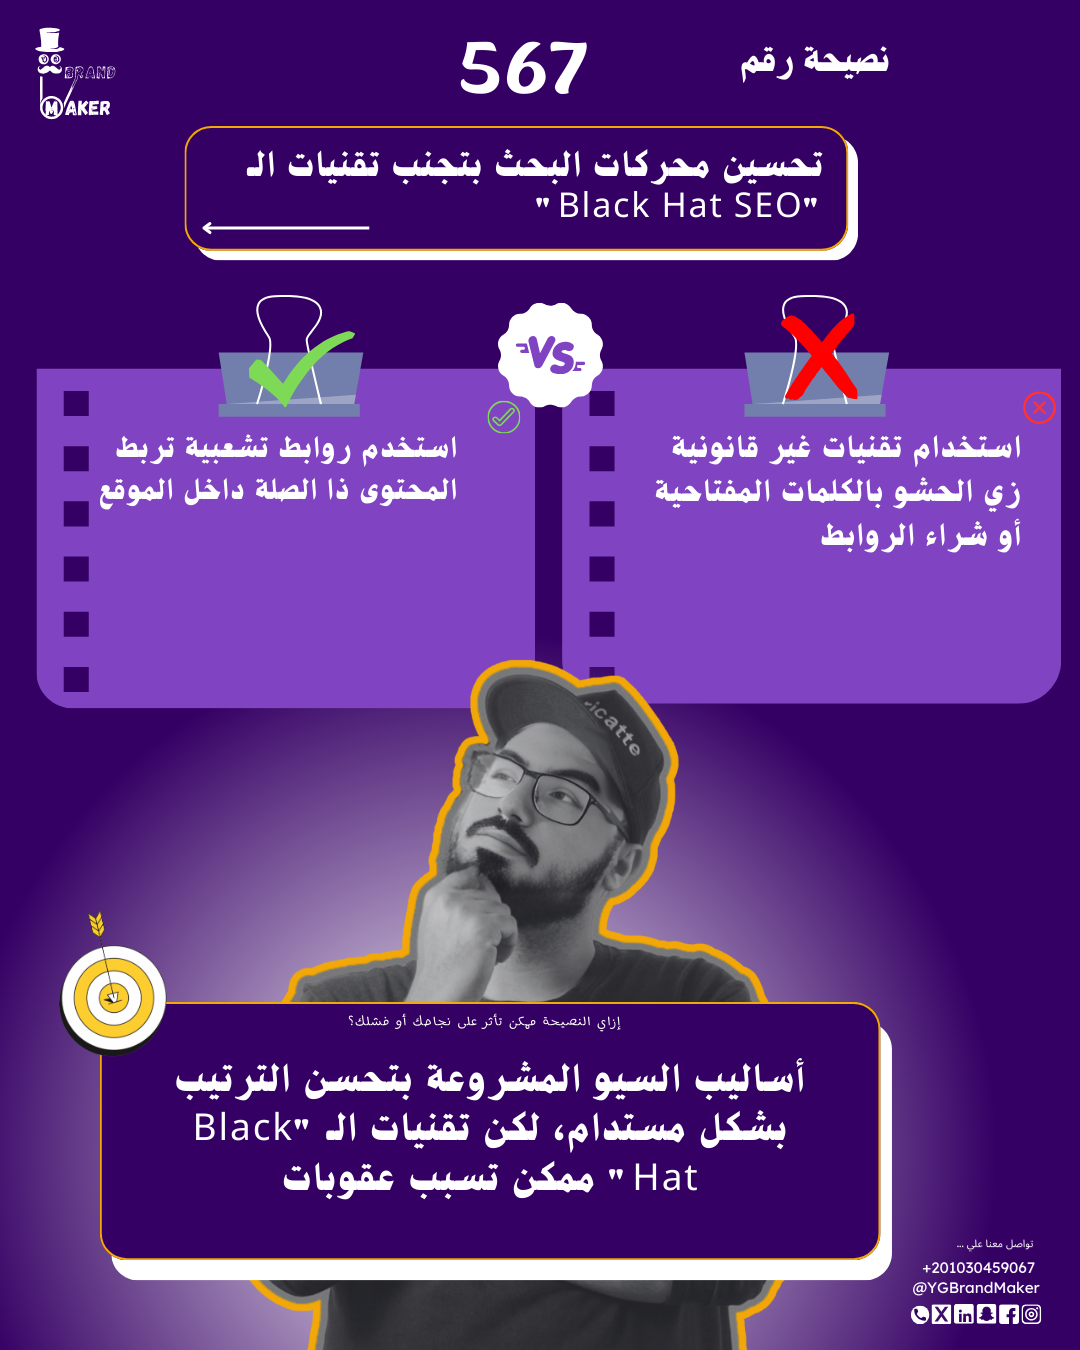 BRAND
MAKER
نصيحة رقم
567
تحسين محركات البحث بتجنب تقنيات الـ
"Black Hat SEO"
VS
استخدام تقنيات غير قانونية
زي الحشو بالكلمات المفتاحية
أو شراء الروابط
استخدم روابط تشعبية تربط
المحتوى ذا الصلة داخل الموقع
icatte
إزاي النصيحة ممكن تأثر على نجاحك أو فشلك؟
أساليب السيو المشروعة بتحسن الترتيب
بشكل مستدام، لكن تقنيات الـ "Black
Hat" ممكن تسبب عقوبات
تواصل معنا علي ...
+201030459067
@YGBrandMaker